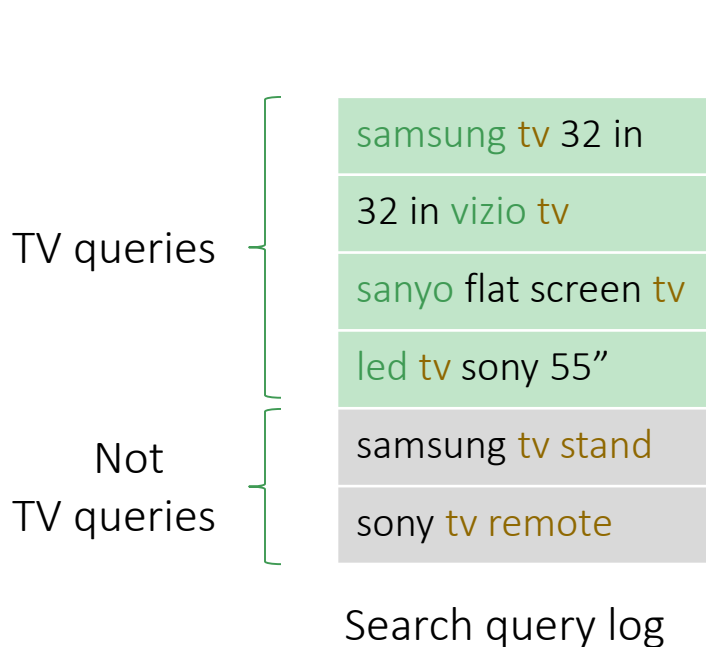 samsung tv 32 in
32 in vizio tv
TV queries
sanyo flat screen tv
led tv sony 55”
samsung tv stand
Not
TV queries
sony tv remote
Search query log